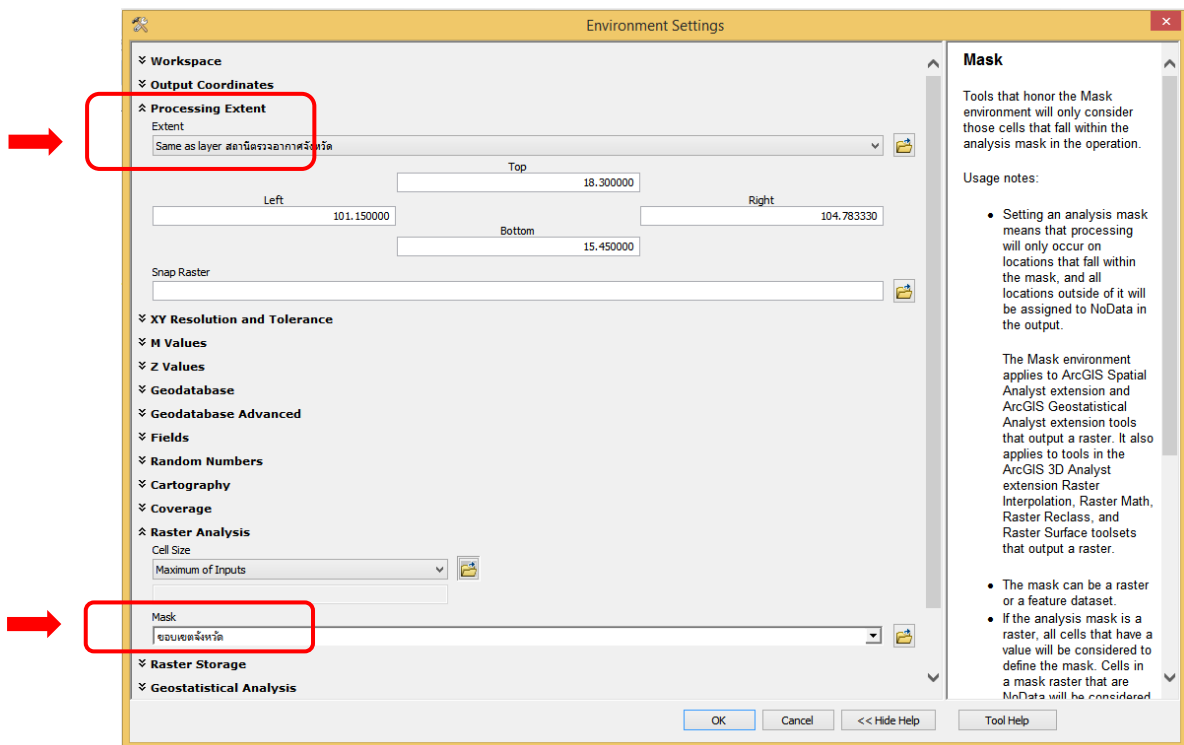 Environment Settings
Workspace
Output Coordinates
Processing Extent
Extent
Same as layer สถานีตรวจอากาศจังหวัด
Top
18.300000
Left
Right
101.150000
104.783330
Bottom
15.450000
Snap Raster
XY Resolution and Tolerance
M Values
Z Values
Geodatabase
Geodatabase Advanced
Fields
Random Numbers
Cartography
Coverage
Raster Analysis
Cell Size
Maximum of Inputs
Mask
ขอบเขตจังหวัด
Raster Storage
Geostatistical Analysis
OK
Cancel
<< Hide Help
Tool Help
Mask
Tools that honor the Mask
environment will only consider
those cells that fall within the
analysis mask in the operation.
Usage notes:
• Setting an analysis mask
means that processing
will only occur on
locations that fall within
the mask, and all
locations outside of it will
be assigned to NoData in
the output.
The Mask environment
applies to ArcGIS Spatial
Analyst extension and
ArcGIS Geostatistical
Analyst extension tools
that output a raster. It also
applies to tools in the
ArcGIS 3D Analyst
extension Raster
Interpolation, Raster Math,
Raster Reclass, and
Raster Surface toolsets
that output a raster.
• The mask can be a raster
or a feature dataset.
• If the analysis mask is a
raster, all cells that have a
value will be considered to
define the mask. Cells in
a mask raster that are
NoData will be considered